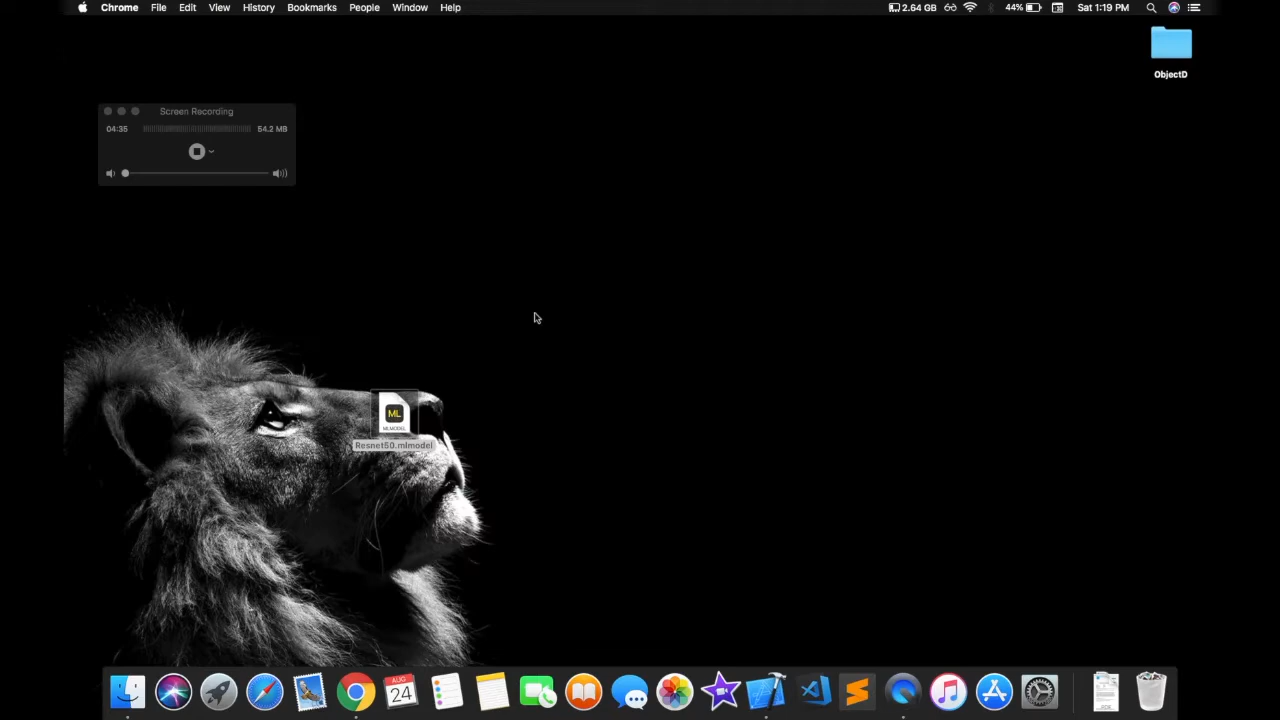 Chrome File Edit View History Bookmarks People Window Help 2.64 GB 44% Sat 1:19 PM
ObjectD
Screen Recording
04:35 54.2 MB
ML
MLMODEL
Resnet50.mlmodel
AUG
24